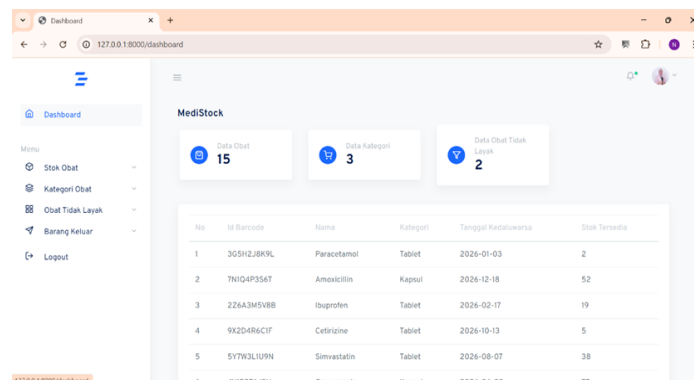 Dashboard
127.0.0.1:8000/dashboard
N
Dashboard
Menu
Stok Obat
Kategori Obat
Obat Tidak Layak
Barang Keluar
Logout
MediStock
Data Obat
15
Data Kategori
3
Data Obat Tidak
Layak
2
No Id Barcode Nama Kategori Tanggal Kedaluwarsa Stok Tersedia
1 3G5H2J8K9L Paracetamol Tablet 2026-01-03 2
2 7N1Q4P3S6T Amoxicillin Kapsul 2026-12-18 52
3 2Z6A3M5V8B Ibuprofen Tablet 2026-02-17 19
4 9X2D4R6C1F Cetirizine Tablet 2026-10-13 5
5 5Y7W3L1U9N Simvastatin Tablet 2026-08-07 38